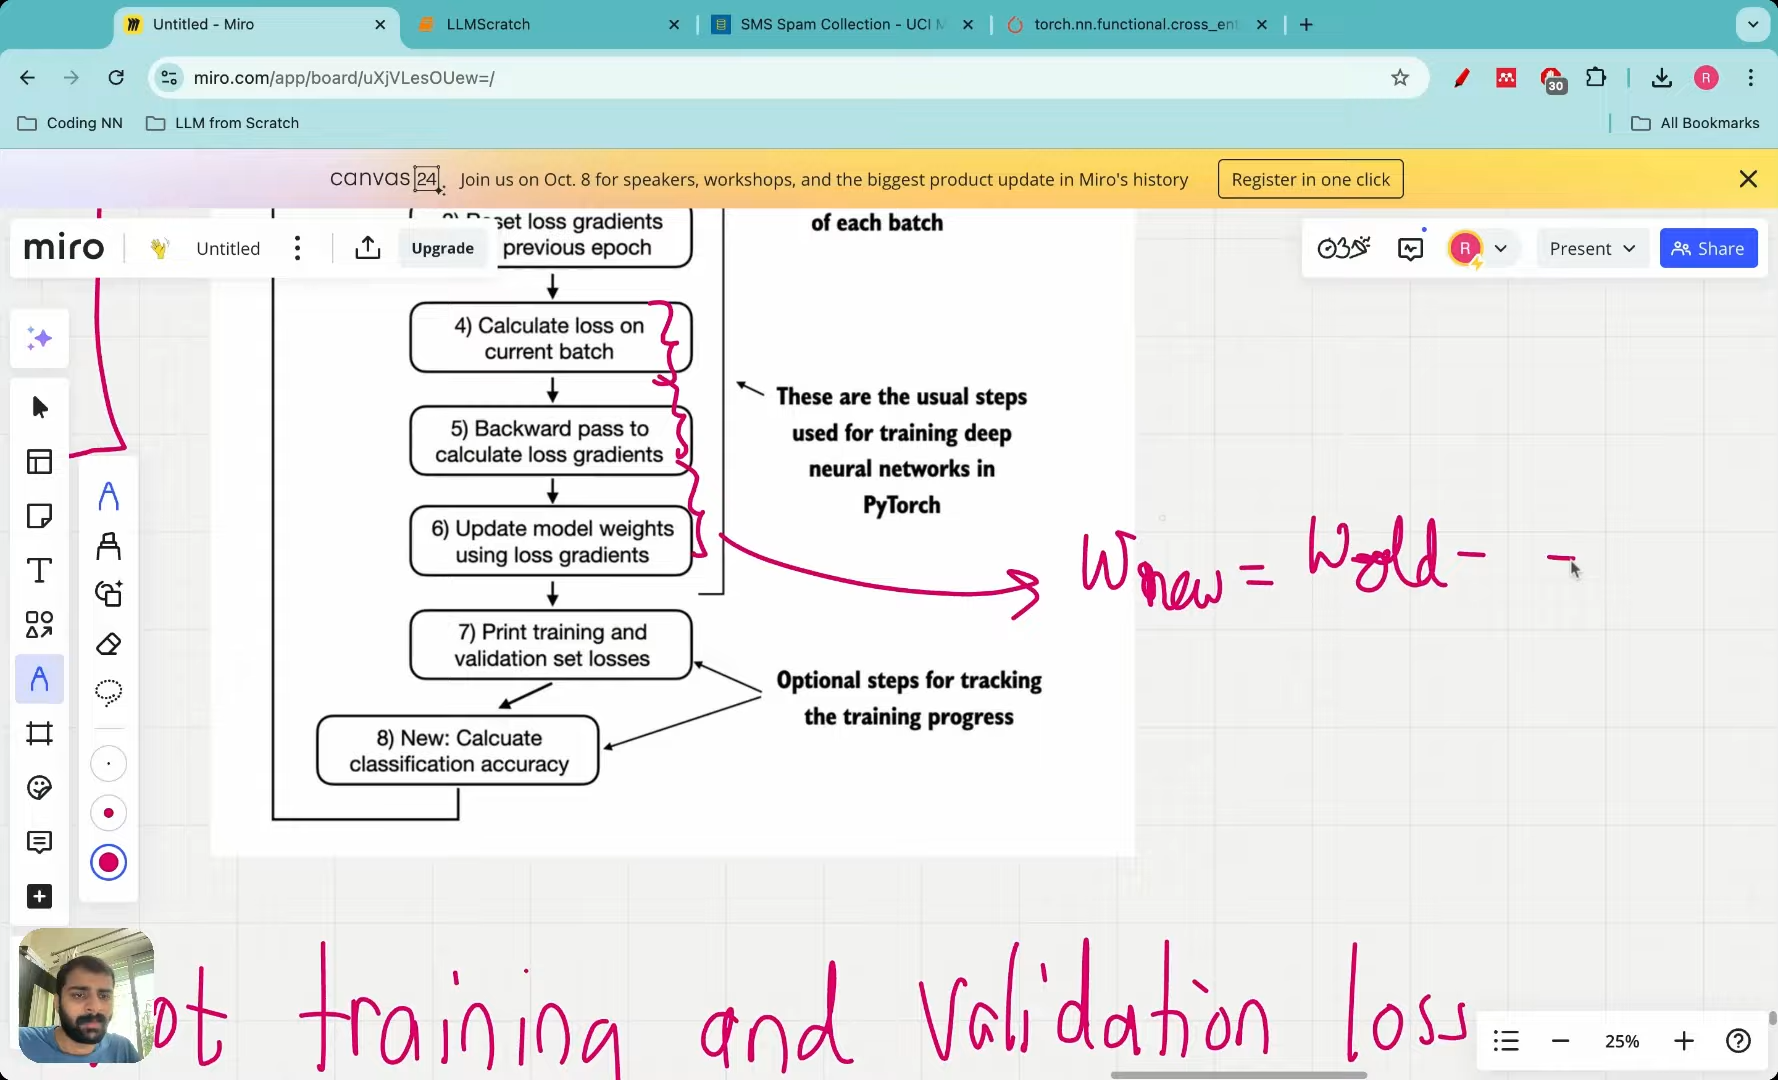 Untitled - Miro
LLMScratch
SMS Spam Collection - UCI M
torch.nn.functional.cross_ent
miro.com/app/board/uXjVLesOUew=/
30
R
Coding NN
LLM from Scratch
All Bookmarks
canvas 24
Join us on Oct. 8 for speakers, workshops, and the biggest product update in Miro's history
Register in one click
miro
Untitled
Upgrade
R
Present
Share
set loss gradients
previous epoch
of each batch
4) Calculate loss on
current batch
5) Backward pass to
calculate loss gradients
6) Update model weights
using loss gradients
These are the usual steps
used for training deep
neural networks in
PyTorch
Wnew = Wold - -
7) Print training and
validation set losses
Optional steps for tracking
the training progress
8) New: Calcuate
classification accuracy
ot training and validation loss
25%